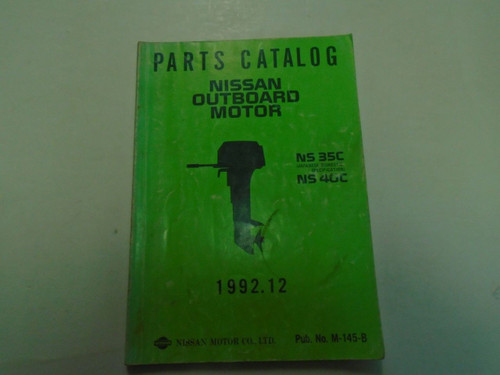 PARTS CATALOG
NISSAN
OUTBOARD
MOTOR
NS 35C
NS 40C
1992.12
NISSAN MOTOR CO., LTD.
Pub. No. M-145-B